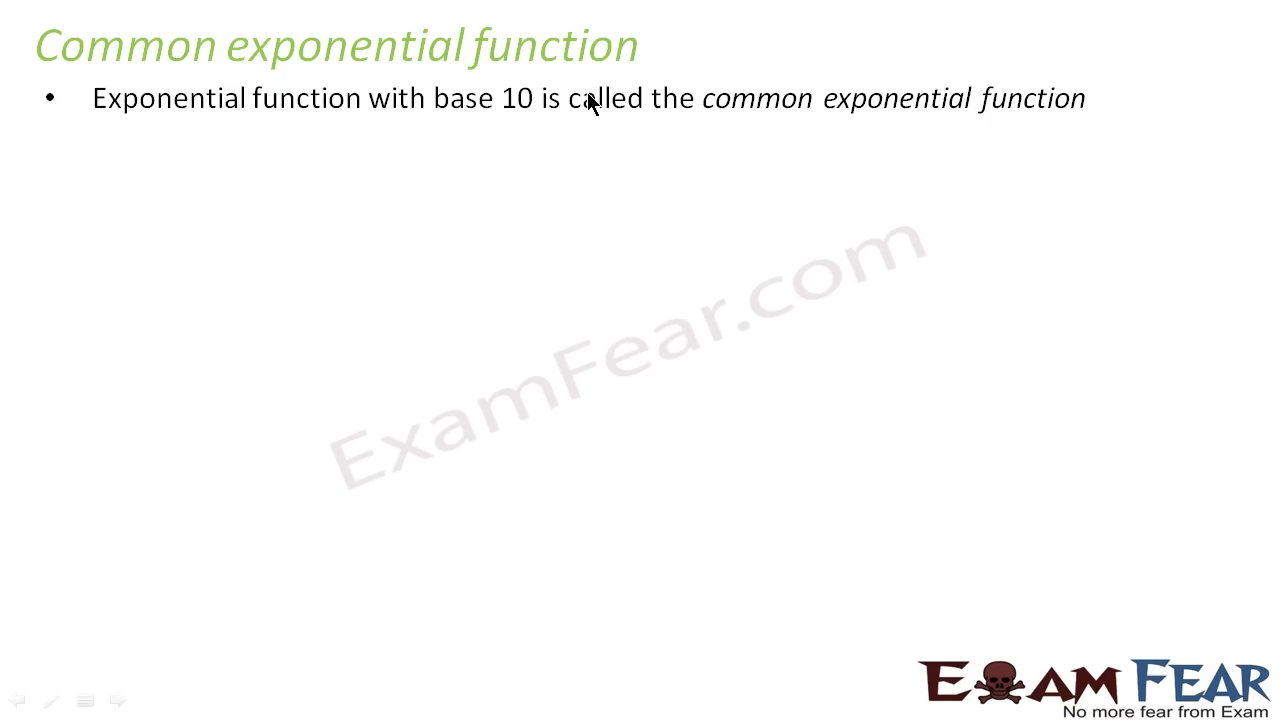 Common exponential function
• Exponential function with base 10 is called the common exponential function
ExamFear.com
EXAM FEAR
No more fear from Exam